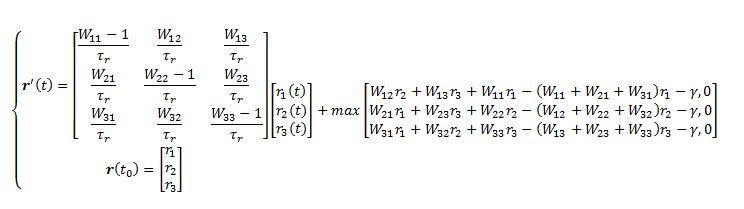 r′(t) = [(W₁₁ − 1)/τᵣ W₁₂/τᵣ W₁₃/τᵣ; W₂₁/τᵣ (W₂₂ − 1)/τᵣ W₂₃/τᵣ; W₃₁/τᵣ W₃₂/τᵣ (W₃₃ − 1)/τᵣ] [r₁(t); r₂(t); r₃(t)] + max [W₁₂r₂ + W₁₃r₃ + W₁₁r₁ − (W₁₁ + W₂₁ + W₃₁)r₁ − γ, 0; W₂₁r₁ + W₂₃r₃ + W₂₂r₂ − (W₁₂ + W₂₂ + W₃₂)r₂ − γ, 0; W₃₁r₁ + W₃₂r₂ + W₃₃r₃ − (W₁₃ + W₂₃ + W₃₃)r₃ − γ, 0]
r(t₀) = [r₁; r₂; r₃]